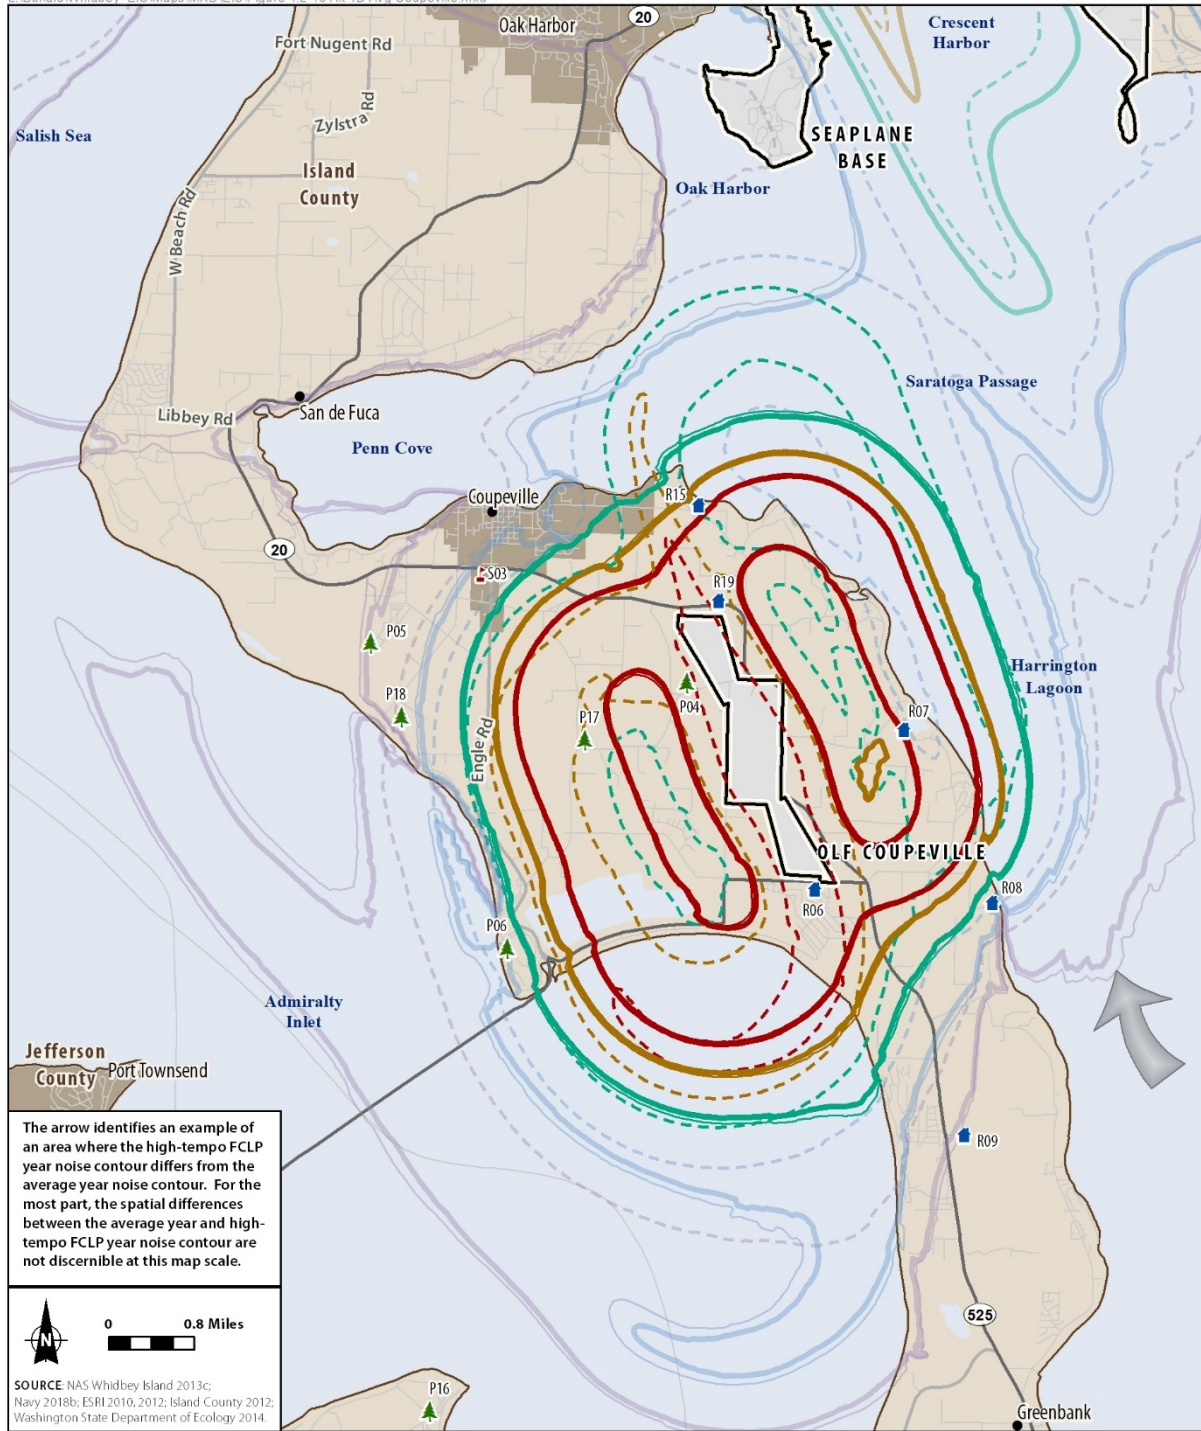 Oak Harbor
20
Crescent
Harbor
Fort Nugent Rd
Zylstra Rd
Salish Sea
Island
County
SEAPLANE
BASE
Oak Harbor
W Beach Rd
Saratoga Passage
San de Fuca
Libbey Rd
Penn Cove
Coupeville
R15
20
S03
R19
P05
Harrington
Lagoon
P18
P04
P17
R07
Engle Rd
OLF COUPEVILLE
R06
R08
P06
Admiralty
Inlet
Jefferson
County
Port Townsend
R09
The arrow identifies an example of
an area where the high-tempo FCLP
year noise contour differs from the
average year noise contour. For the
most part, the spatial differences
between the average year and high-
tempo FCLP year noise contour are
not discernible at this map scale.
525
N
0 0.8 Miles
SOURCE: NAS Whidbey Island 2013c;
Navy 2018b; ESRI 2010, 2012; Island County 2012;
Washington State Department of Ecology 2014.
P16
Greenbank